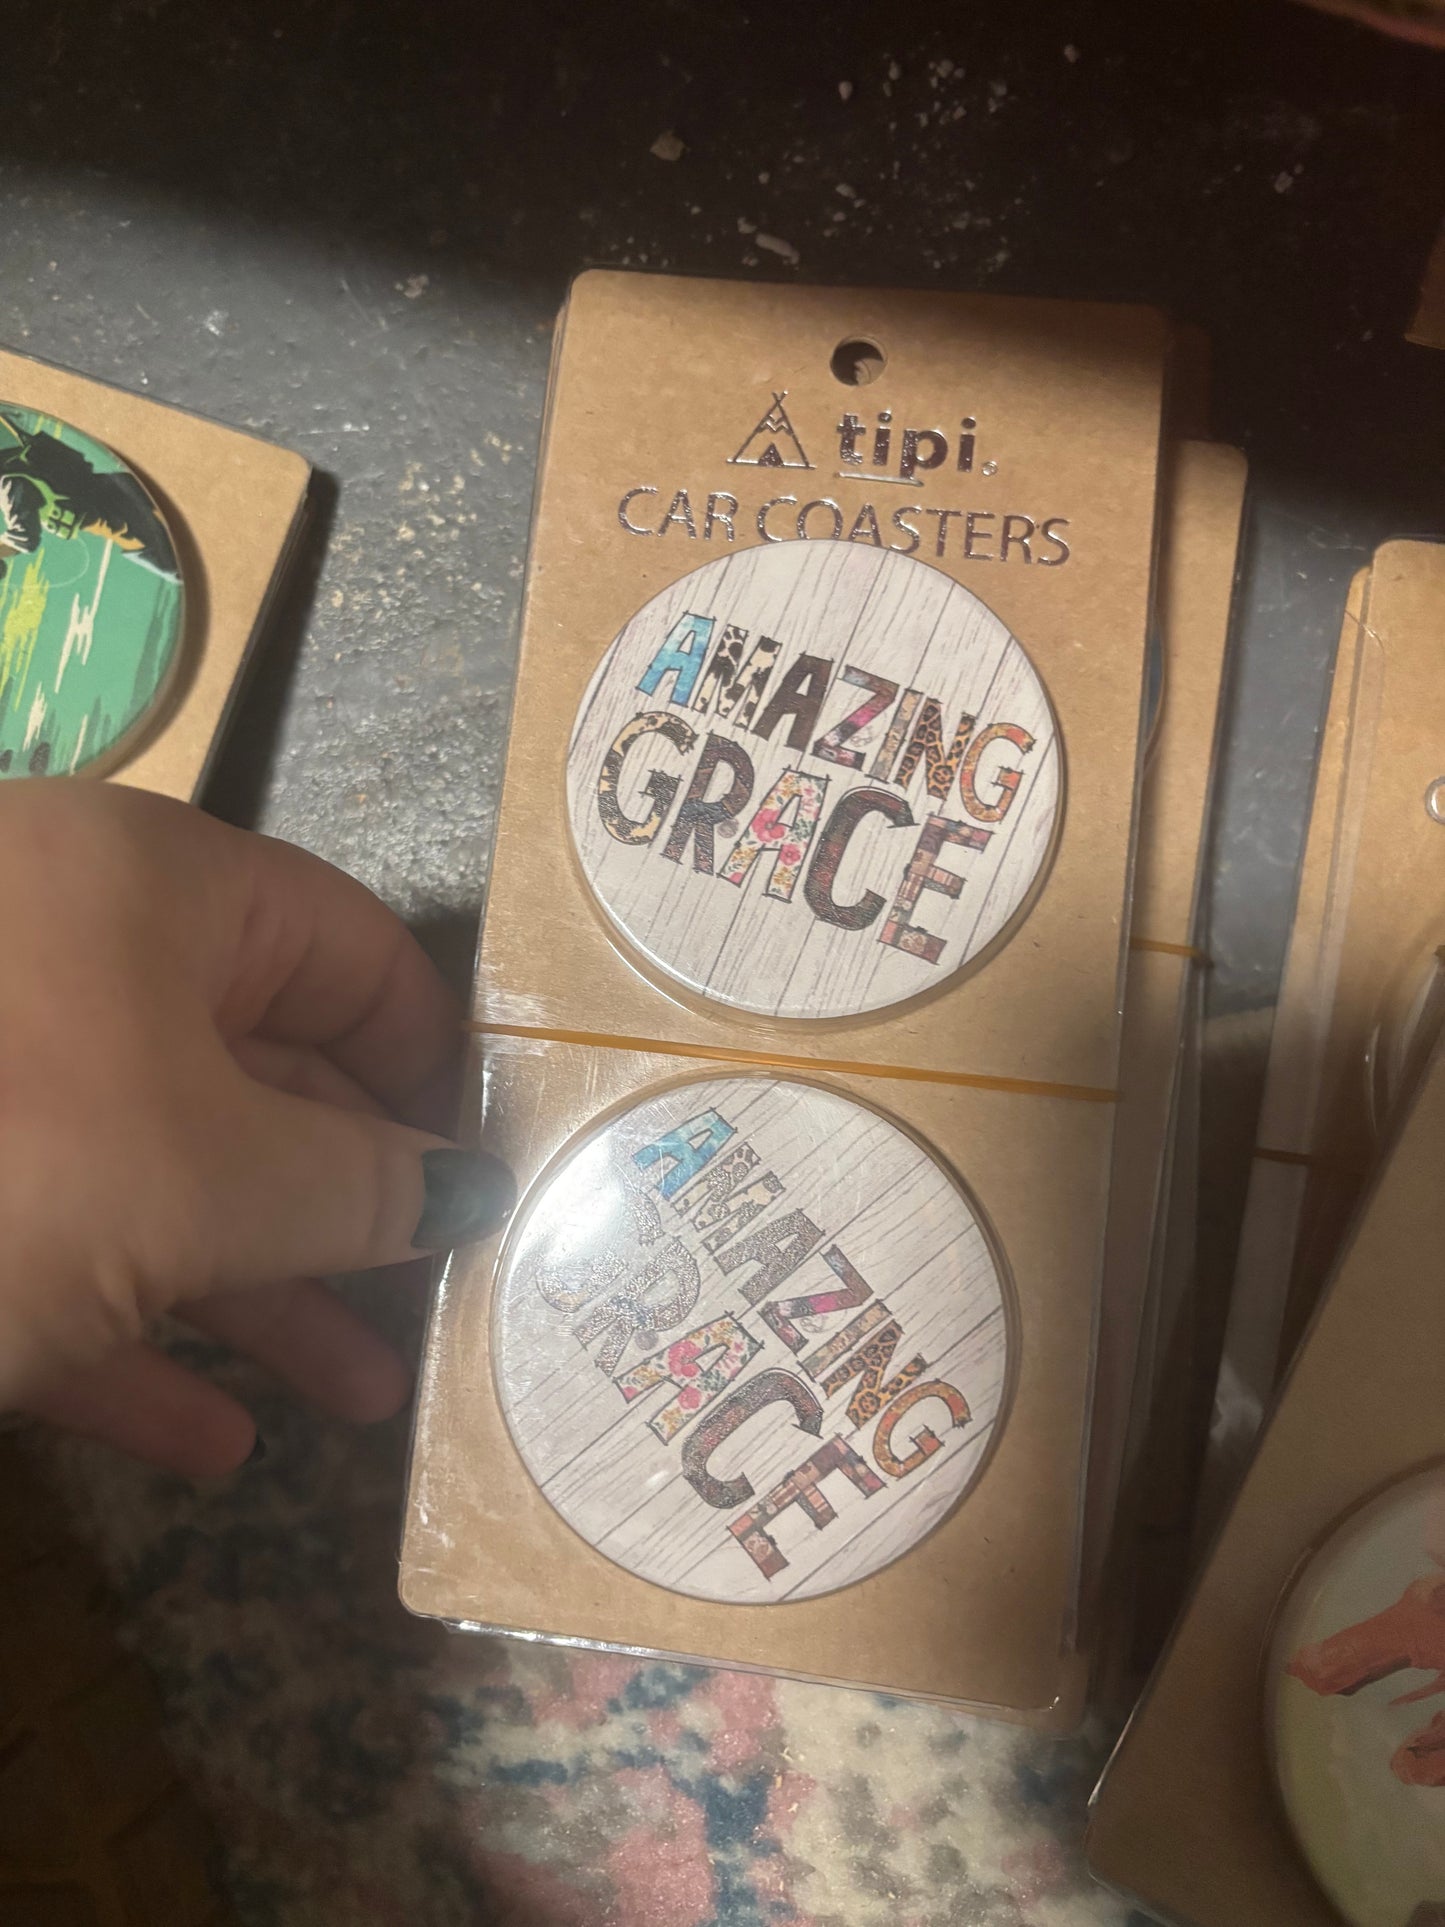 tipi.
CAR COASTERS
AMAZING
GRACE
AMAZING
GRACE